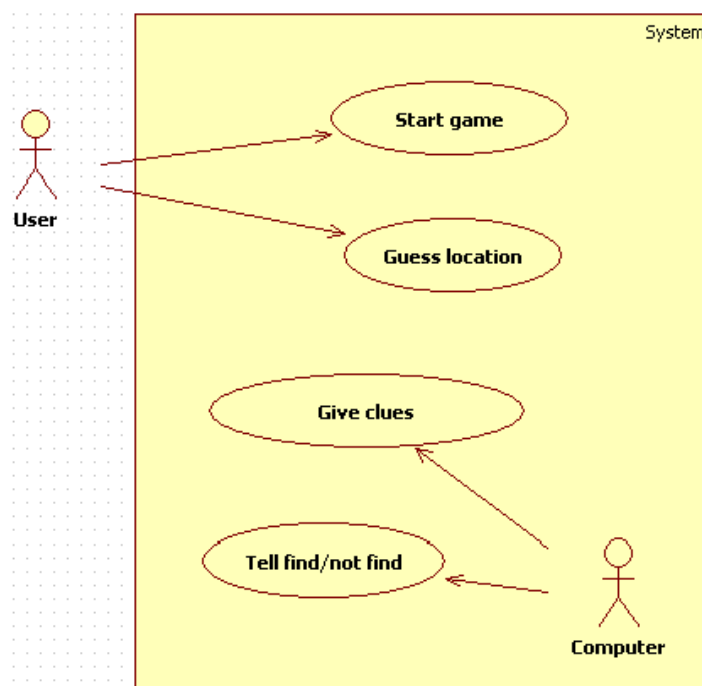 System
Start game
User
Guess location
Give clues
Tell find/not find
Computer